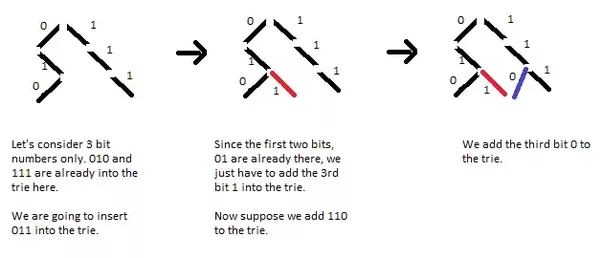 0 1
1
1
0 1
0 1
1
1
0 1
1
0 1
1
1 0
0 1
1
Let's consider 3 bit
numbers only. 010 and
111 are already into the
trie here.
We are going to insert
011 into the trie.
Since the first two bits,
01 are already there, we
just have to add the 3rd
bit 1 into the trie.
Now suppose we add 110
to the trie.
We add the third bit 0 to
the trie.